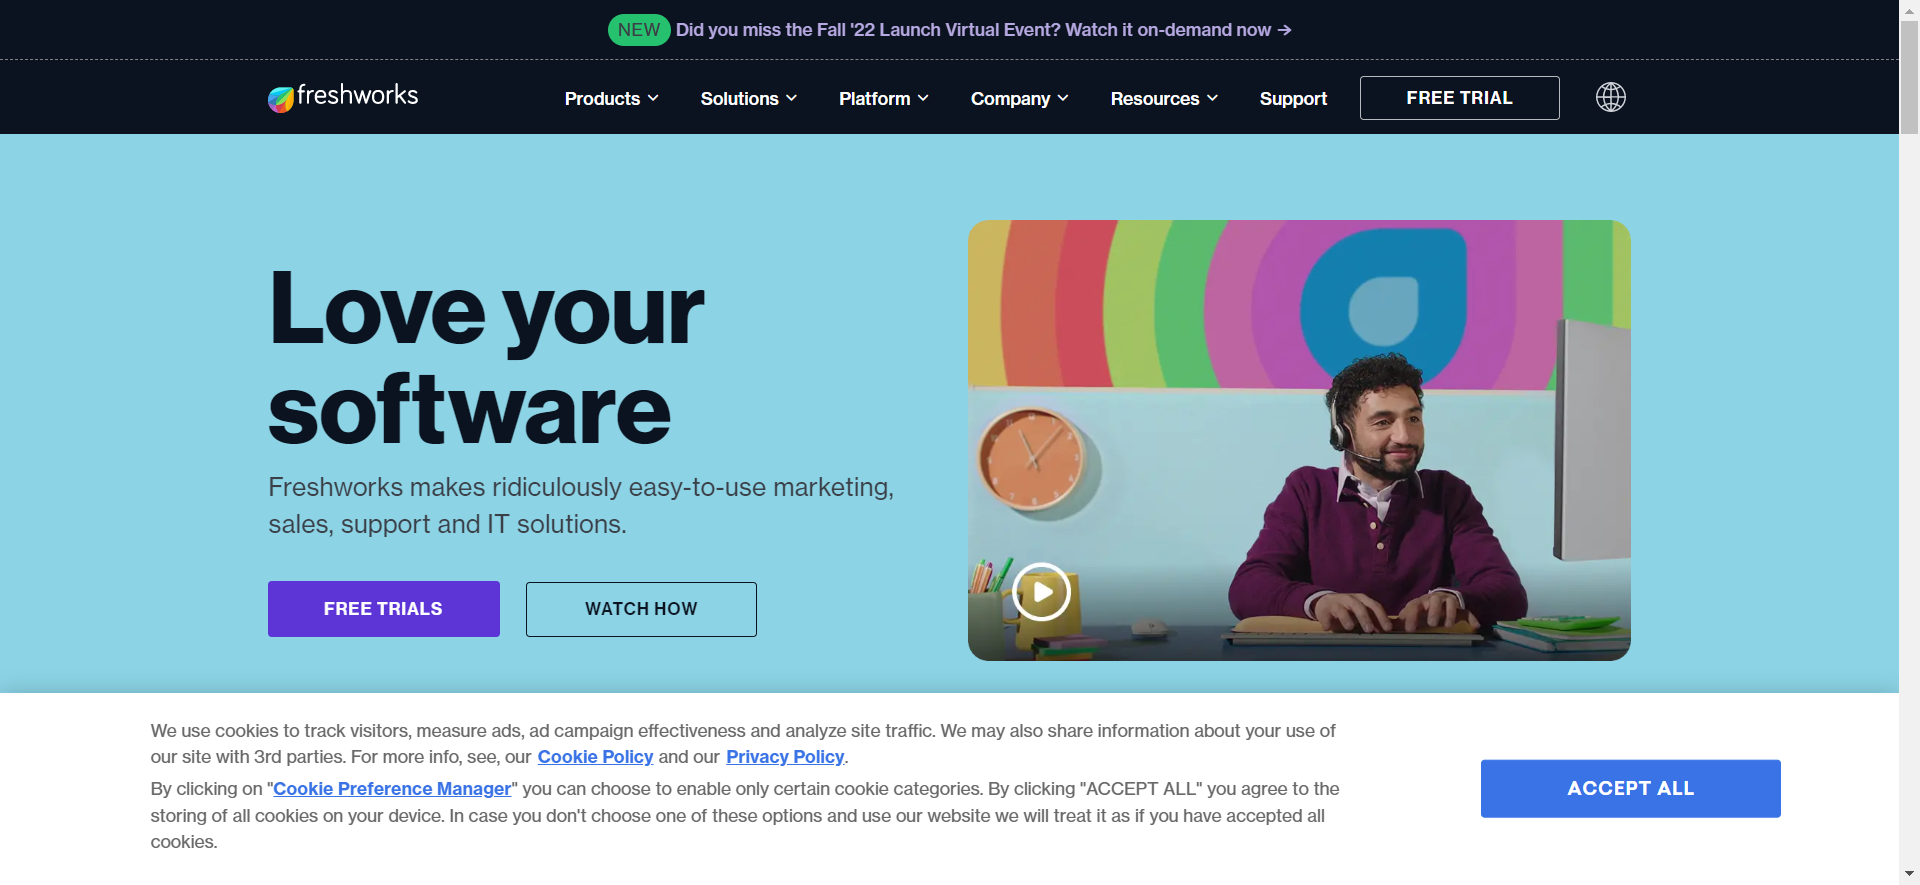 NEW Did you miss the Fall '22 Launch Virtual Event? Watch it on-demand now →
freshworks Products Solutions Platform Company Resources Support FREE TRIAL
Love your
software
Freshworks makes ridiculously easy-to-use marketing,
sales, support and IT solutions.
FREE TRIALS WATCH HOW
We use cookies to track visitors, measure ads, ad campaign effectiveness and analyze site traffic. We may also share information about your use of
our site with 3rd parties. For more info, see, our Cookie Policy and our Privacy Policy.
By clicking on "Cookie Preference Manager" you can choose to enable only certain cookie categories. By clicking "ACCEPT ALL" you agree to the
storing of all cookies on your device. In case you don't choose one of these options and use our website we will treat it as if you have accepted all
cookies.
ACCEPT ALL